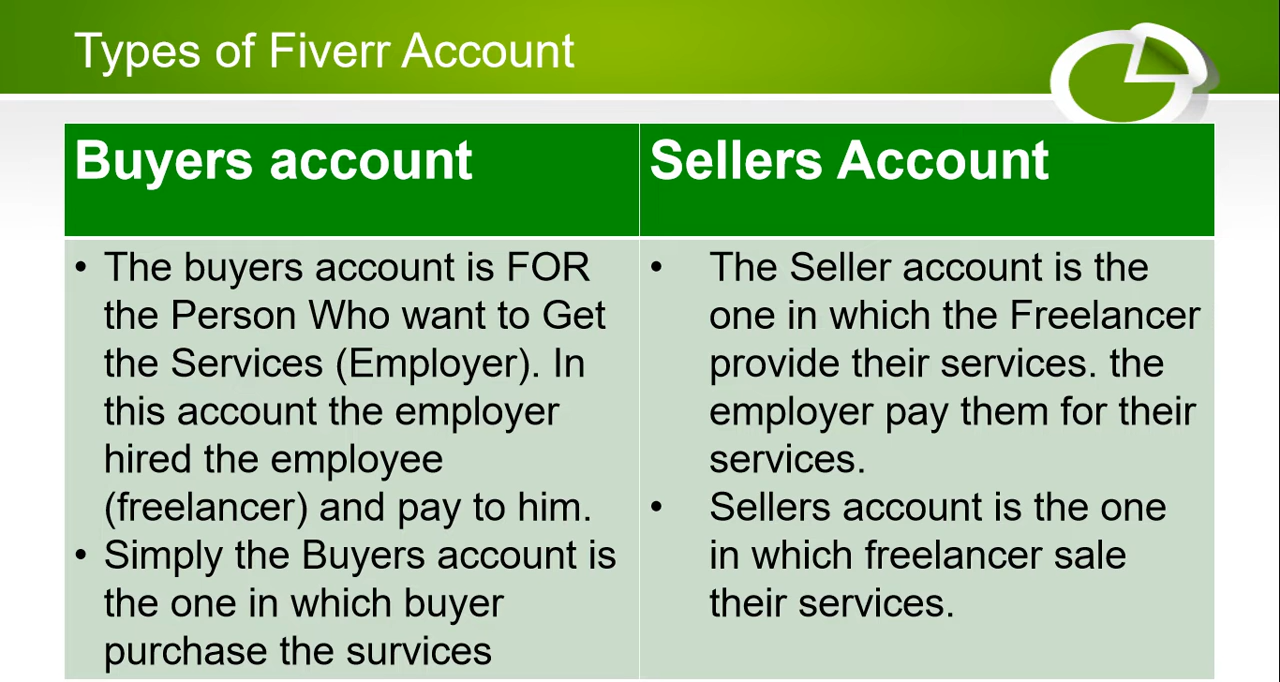 Types of Fiverr Account
Buyers account
• The buyers account is FOR
the Person Who want to Get
the Services (Employer). In
this account the employer
hired the employee
(freelancer) and pay to him.
• Simply the Buyers account is
the one in which buyer
purchase the survices
Sellers Account
• The Seller account is the
one in which the Freelancer
provide their services. the
employer pay them for their
services.
• Sellers account is the one
in which freelancer sale
their services.